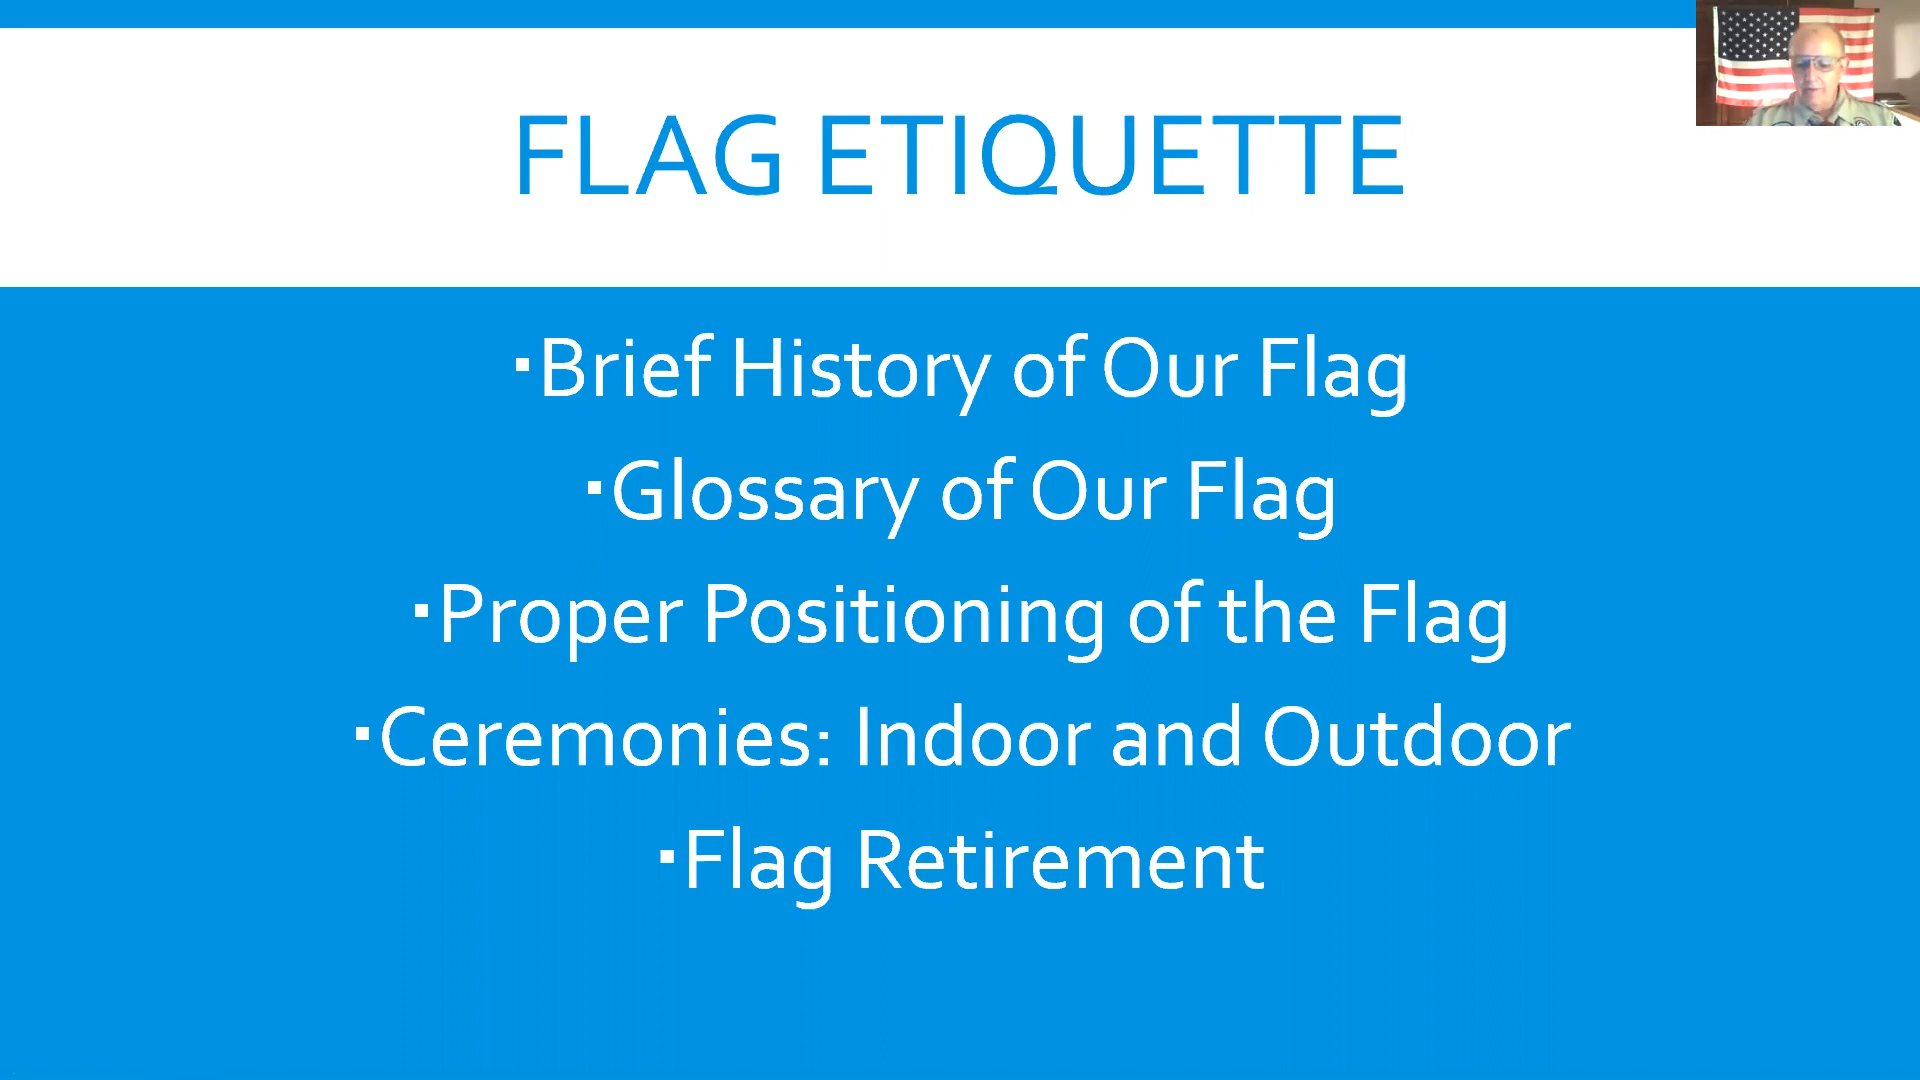 FLAG ETIQUETTE
▪Brief History of Our Flag
▪Glossary of Our Flag
▪Proper Positioning of the Flag
▪Ceremonies: Indoor and Outdoor
▪Flag Retirement